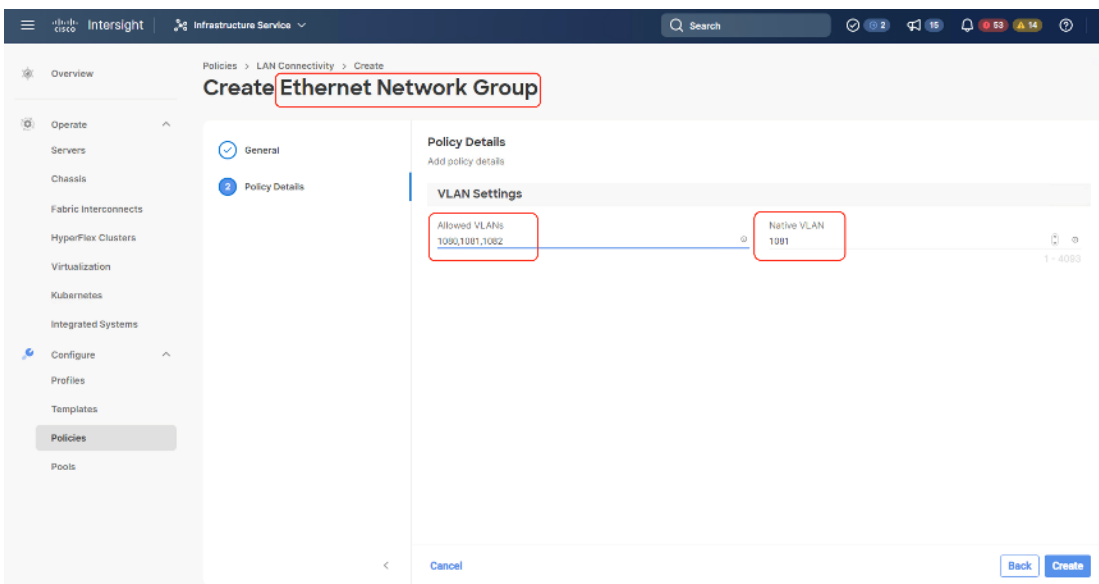 cisco Intersight
Infrastructure Service
Search
2
15
53
14
Overview
Operate
Servers
Chassis
Fabric Interconnects
HyperFlex Clusters
Virtualization
Kubernetes
Integrated Systems
Configure
Profiles
Templates
Policies
Pools
Policies > LAN Connectivity > Create
Create Ethernet Network Group
General
2 Policy Details
Policy Details
Add policy details
VLAN Settings
Allowed VLANs
1080,1081,1082
Native VLAN
1081
1 - 4093
Cancel
Back
Create